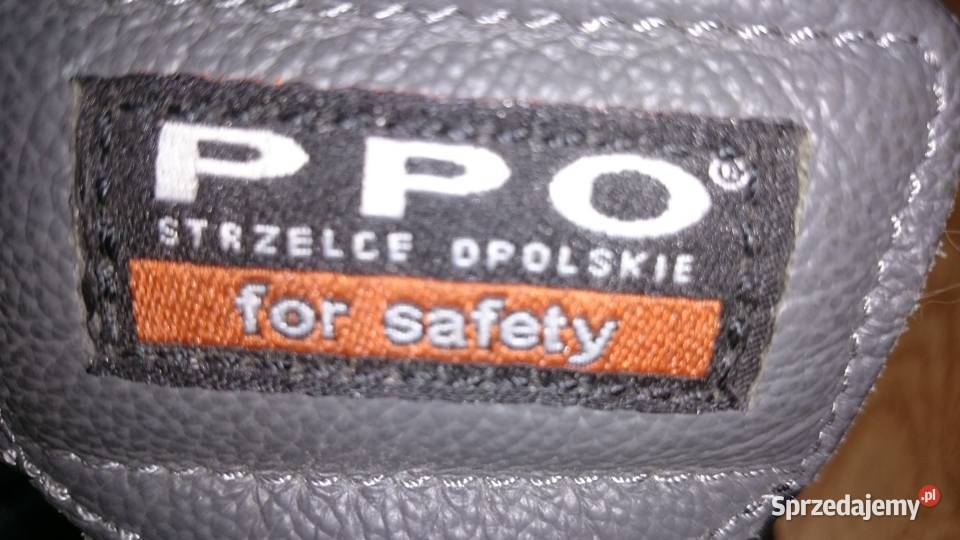 PPO®
STRZELCE OPOLSKIE
for safety
Sprzedajemy.pl